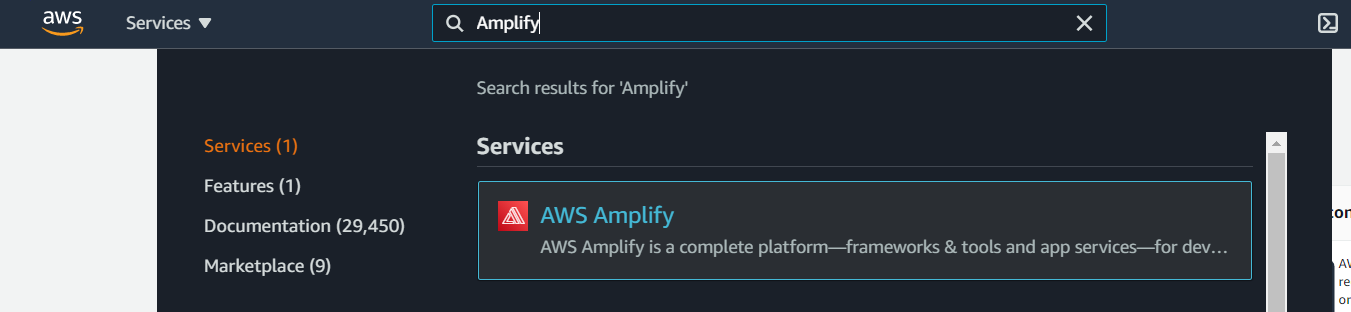 aws
Services ▼
Amplify
Search results for 'Amplify'
Services (1)
Features (1)
Documentation (29,450)
Marketplace (9)
Services
AWS Amplify
AWS Amplify is a complete platform—frameworks & tools and app services—for dev…